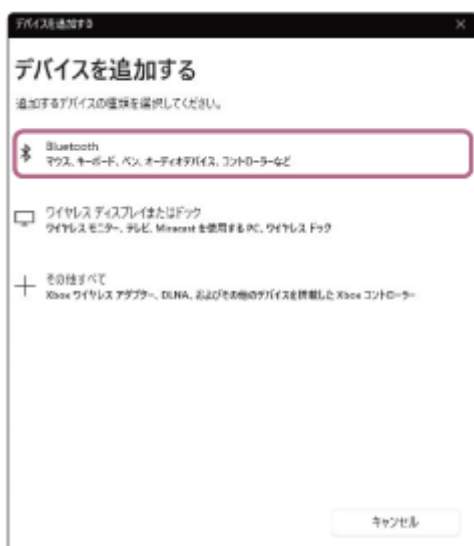 デバイスを追加する
デバイスを追加する
追加するデバイスの種類を選択してください。
Bluetooth
マウス、キーボード、ペン、オーディオデバイス、コントローラーなど
ワイヤレス ディスプレイまたはドック
ワイヤレス モニター、テレビ、Miracast を使用する PC、ワイヤレス ドック
その他すべて
Xbox ワイヤレス アダプター、DLNA、およびその他のデバイスを搭載した Xbox コントローラー
キャンセル